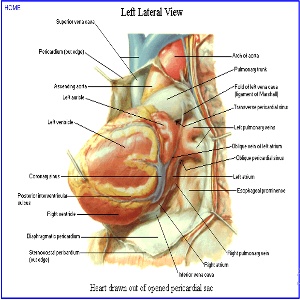 HOME
Left Lateral View
Superior vena cava
Pericardium (cut edge)
Ascending aorta
Left auricle
Left ventricle
Coronary sinus
Posterior interventricular
sulcus
Right ventricle
Diaphragmatic pericardium
Sternocostal pericardium
(cut edge)
Arch of aorta
Pulmonary trunk
Fold of left vena cava
(ligament of Marshall)
Transverse pericardial sinus
Left pulmonary veins
Oblique vein of left atrium
Oblique pericardial sinus
Left atrium
Esophageal prominence
Right pulmonary vein
Right atrium
Inferior vena cava
Heart drawn out of opened pericardial sac